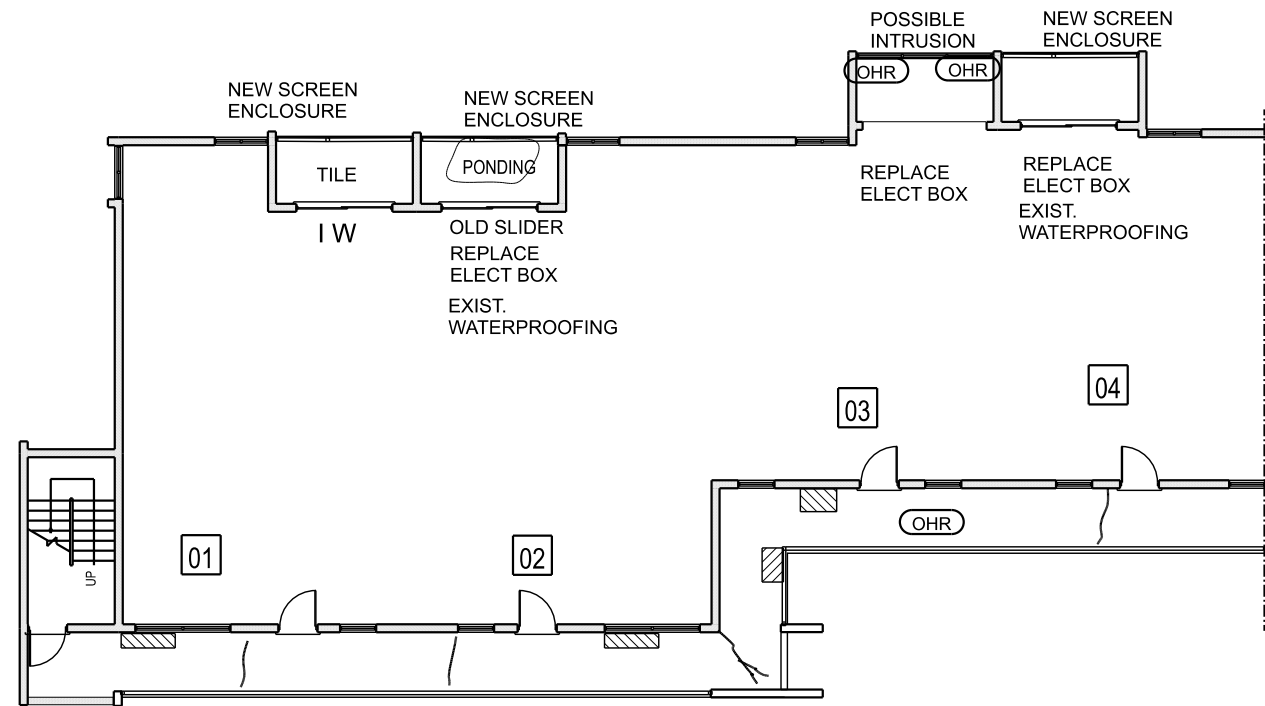 POSSIBLE
INTRUSION
NEW SCREEN
ENCLOSURE
OHR
OHR
NEW SCREEN
ENCLOSURE
NEW SCREEN
ENCLOSURE
TILE
PONDING
I W
OLD SLIDER
REPLACE
ELECT BOX
EXIST.
WATERPROOFING
REPLACE
ELECT BOX
REPLACE
ELECT BOX
EXIST.
WATERPROOFING
03
04
OHR
01
02
UP